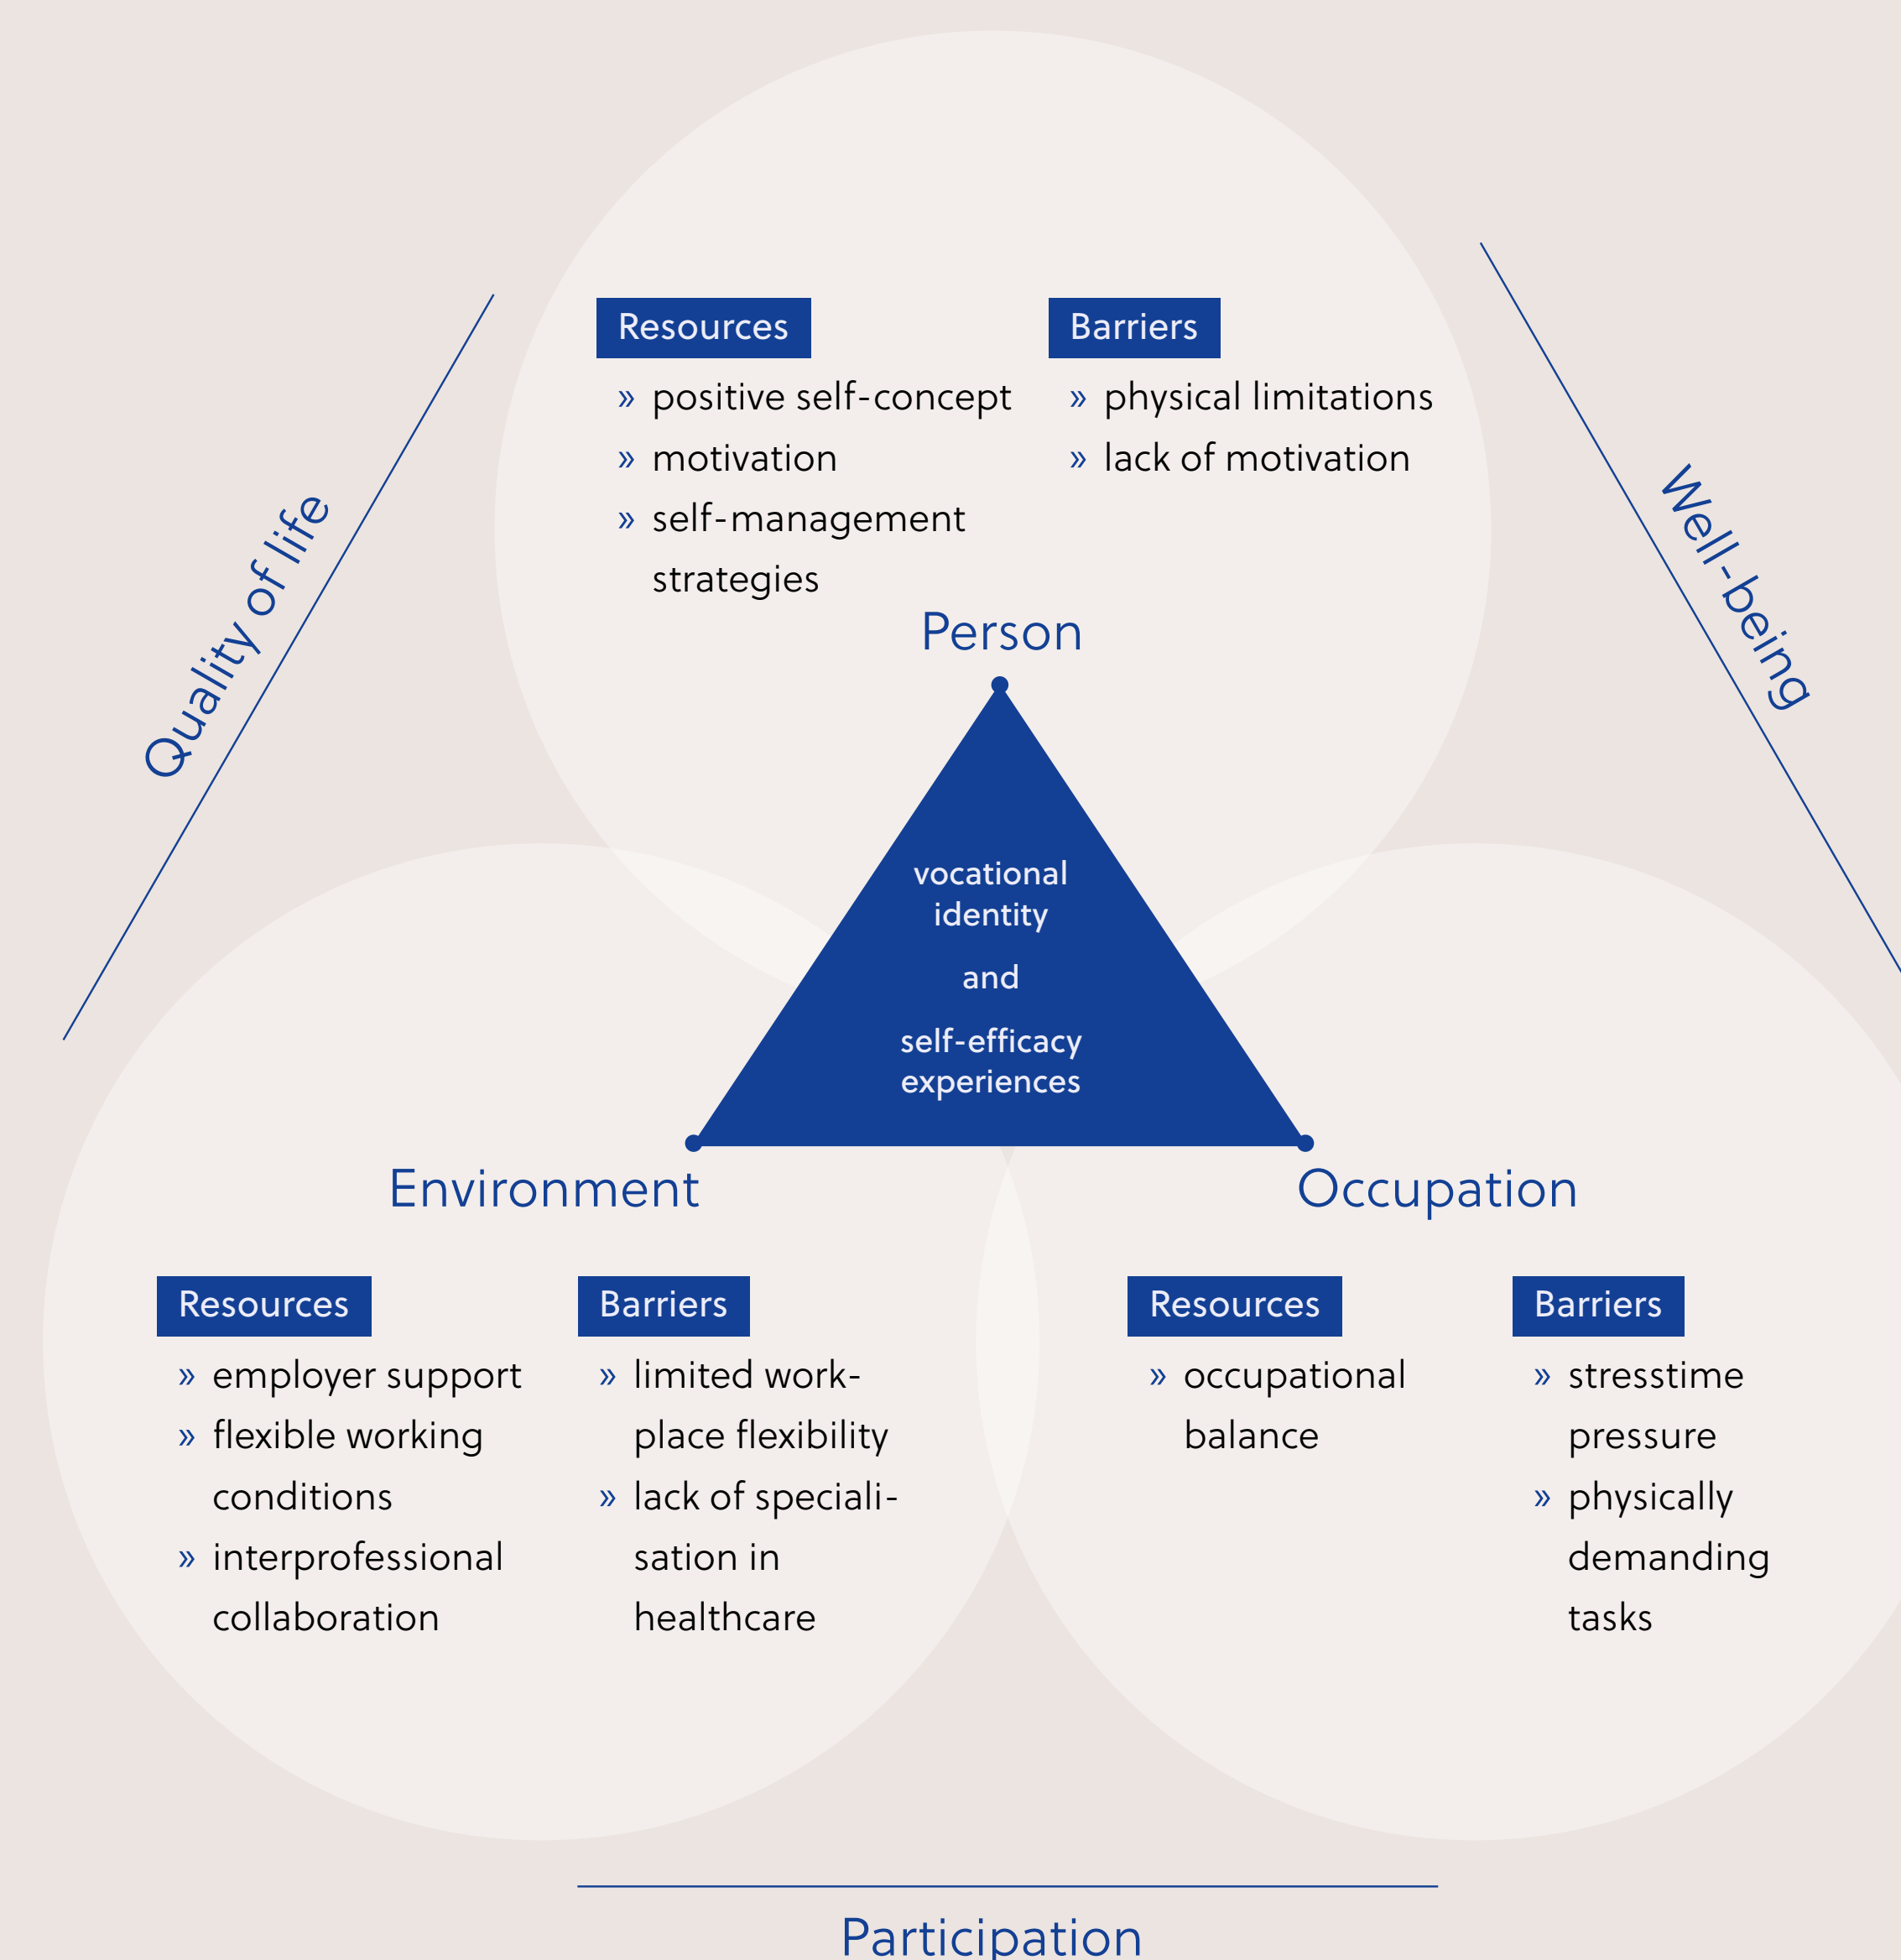 Quality of life
Well-being
Resources
» positive self-concept
» motivation
» self-management
strategies
Barriers
» physical limitations
» lack of motivation
Person
vocational
identity
and
self-efficacy
experiences
Environment
Resources
» employer support
» flexible working
conditions
» interprofessional
collaboration
Barriers
» limited work-
place flexibility
» lack of speciali-
sation in
healthcare
Occupation
Resources
» occupational
balance
Barriers
» stresstime
pressure
» physically
demanding
tasks
Participation